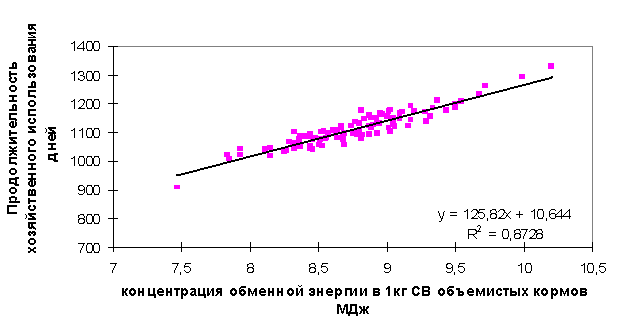 Продолжительность
хозяйственного использования
дней
1400
1300
1200
1100
1000
900
800
700
y = 125,82x + 10,644
R² = 0,8728
7 7,5 8 8,5 9 9,5 10 10,5
концентрация обменной энергии в 1кг СВ объемистых кормов
МДж